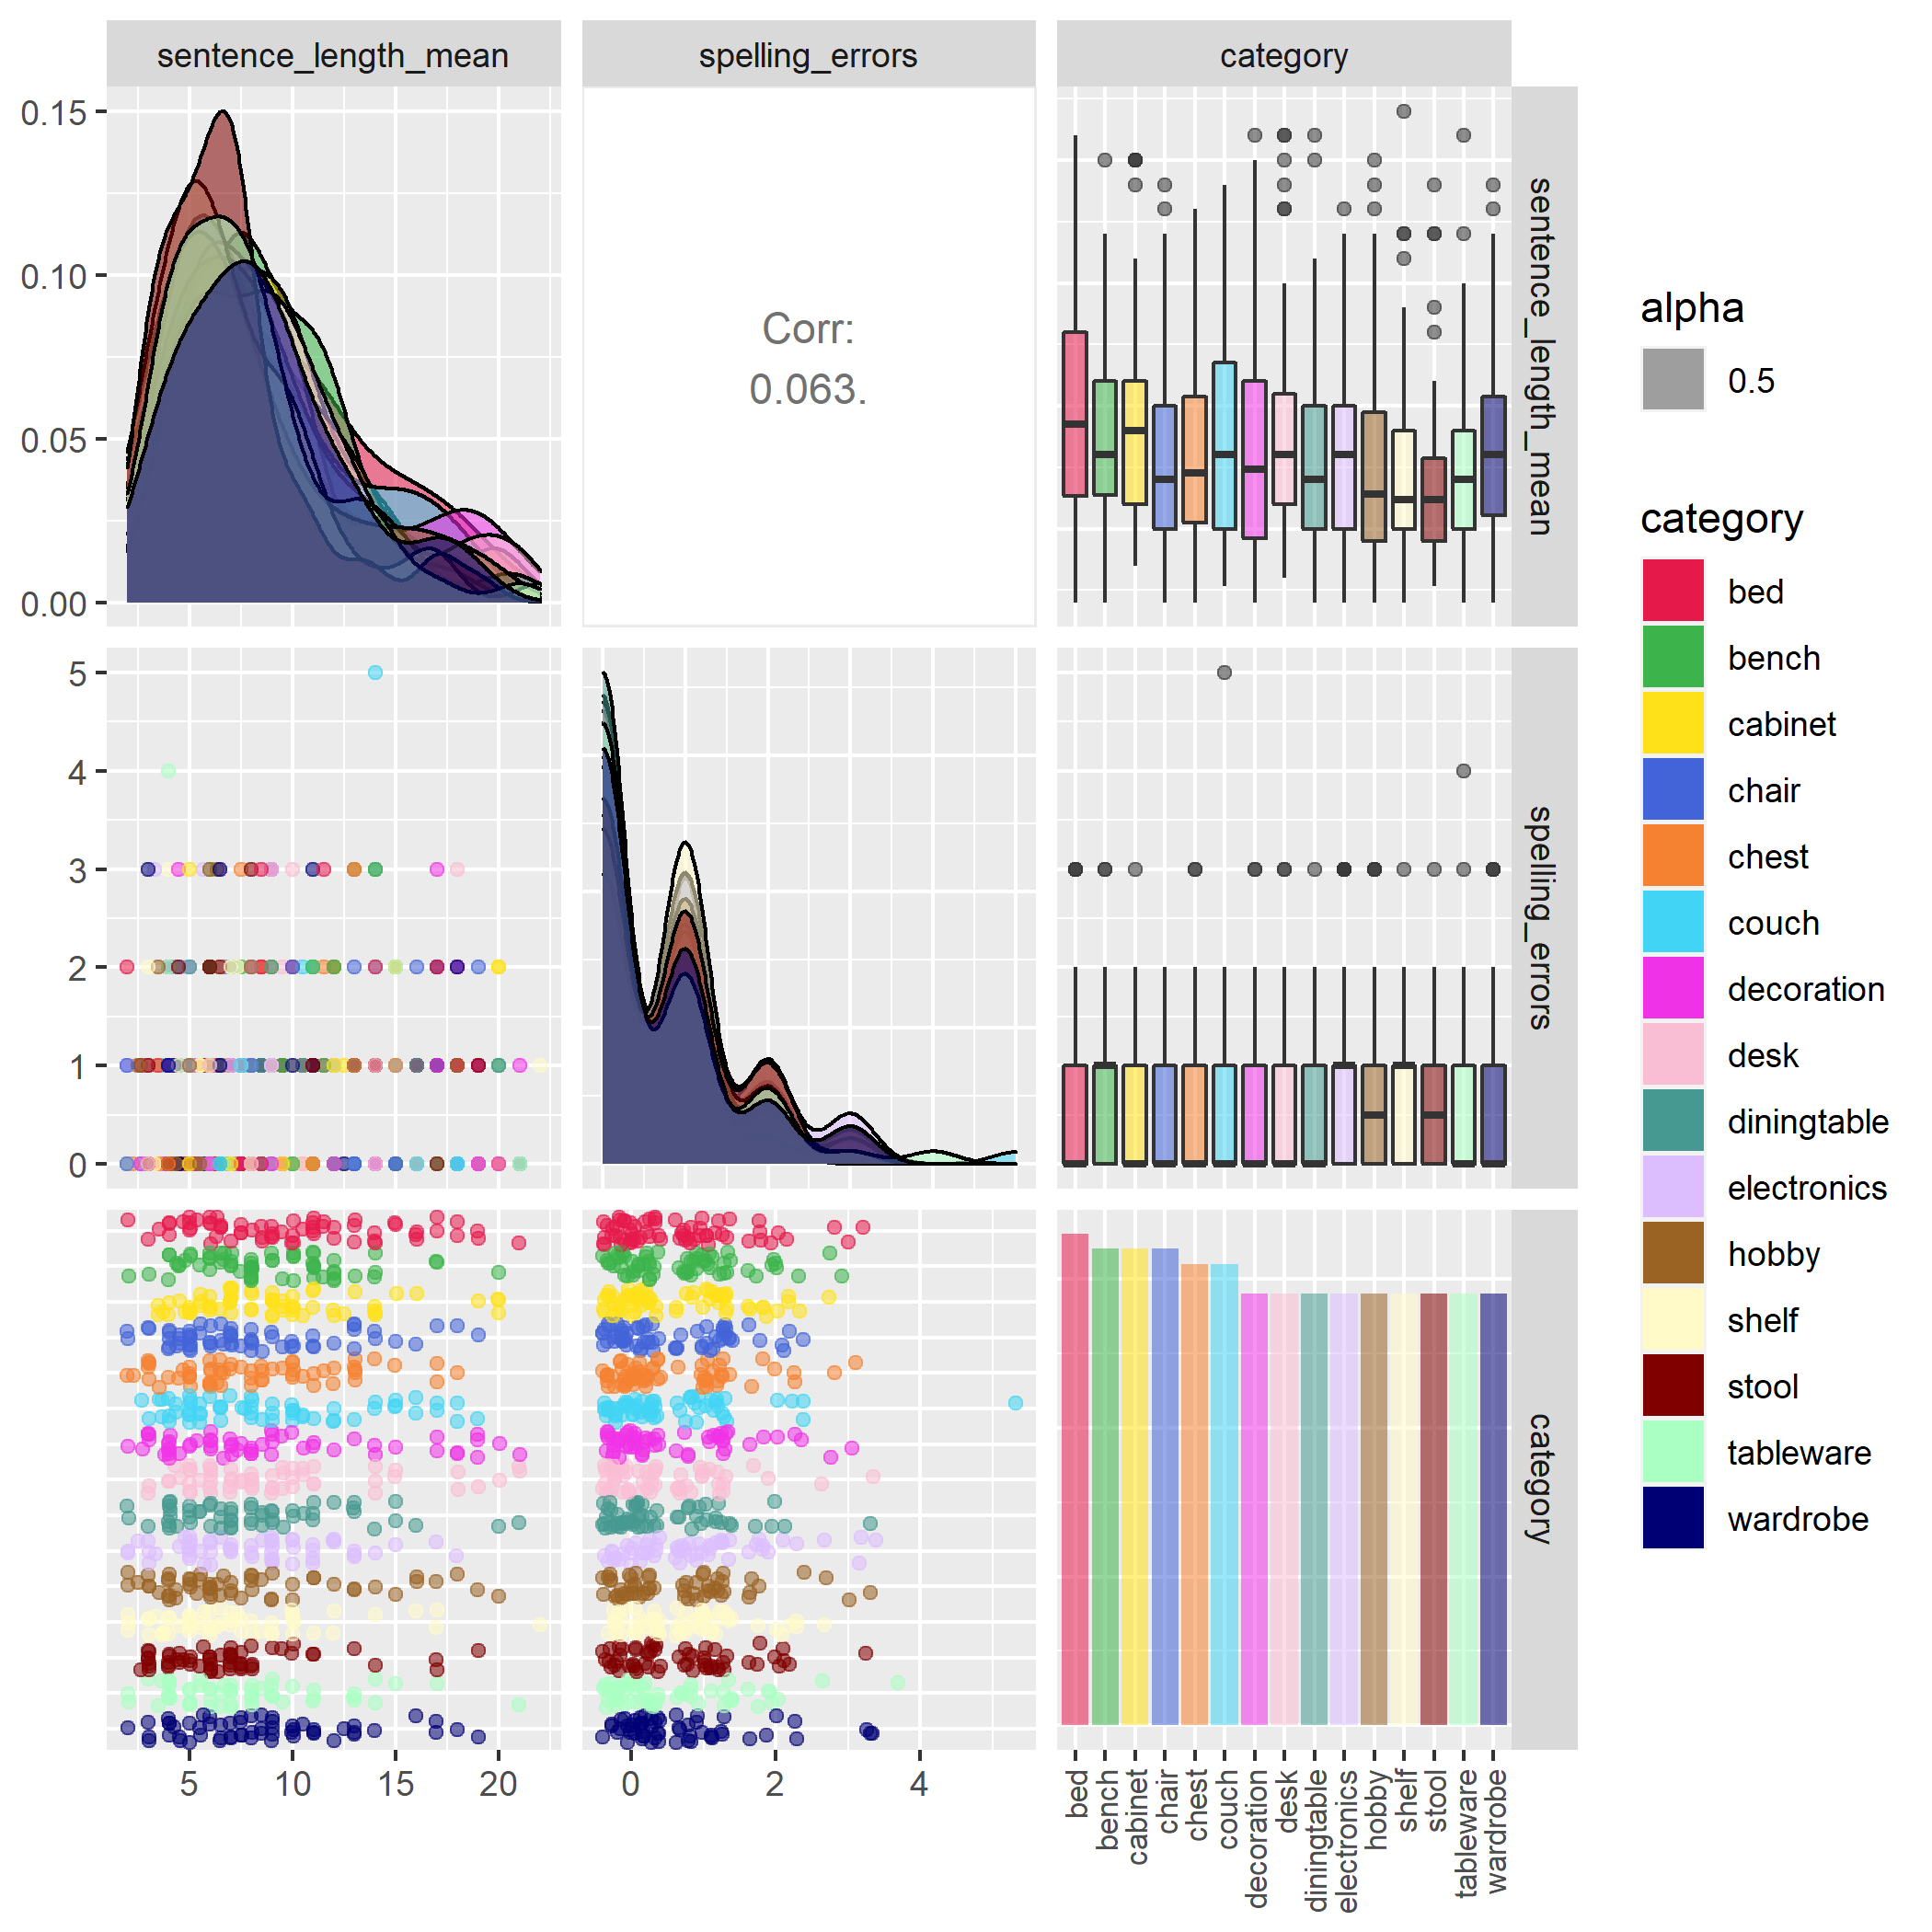 sentence_length_mean
spelling_errors
category
0.15
0.10
0.05
0.00
Corr:
0.063.
sentence_length_mean
5
4
3
2
1
0
spelling_errors
category
5
10
15
20
0
2
4
bed
bench
cabinet
chair
chest
couch
decoration
desk
diningtable
electronics
hobby
shelf
stool
tableware
wardrobe
alpha
0.5
category
bed
bench
cabinet
chair
chest
couch
decoration
desk
diningtable
electronics
hobby
shelf
stool
tableware
wardrobe